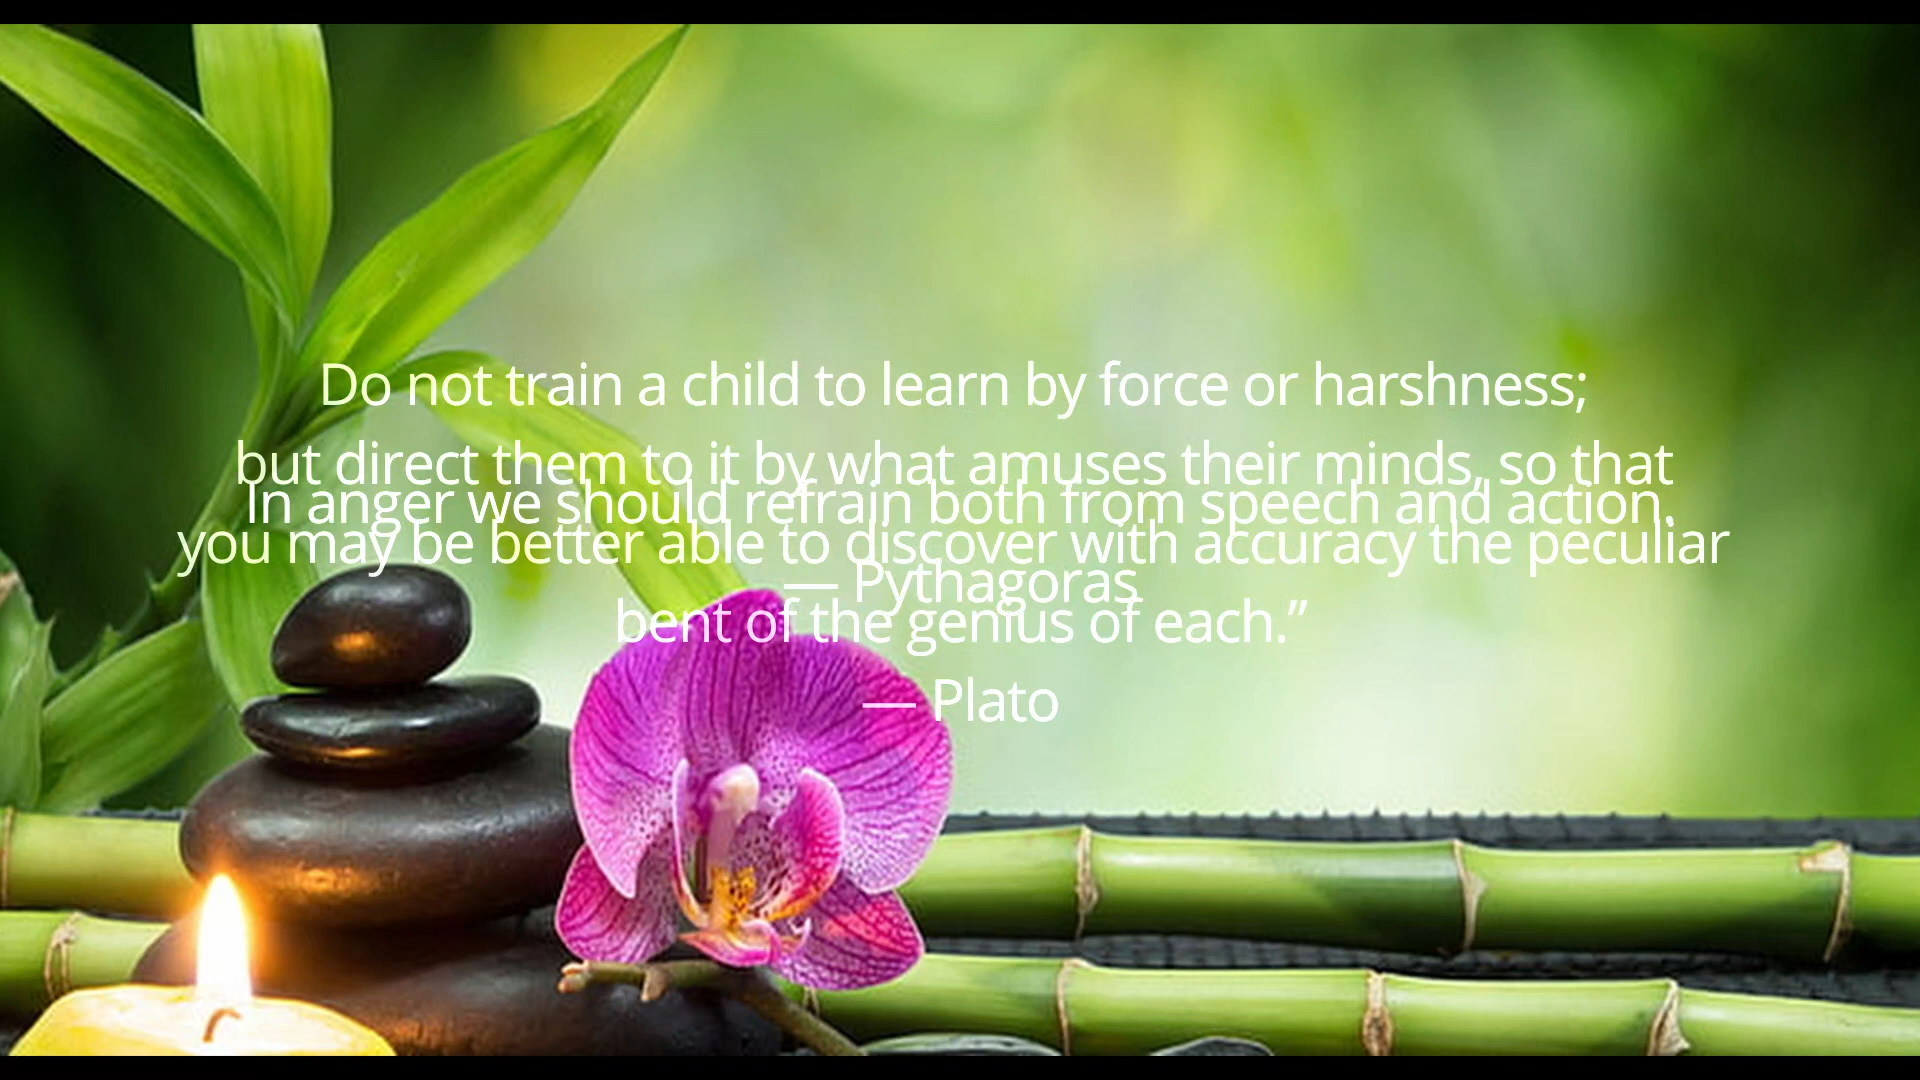 Do not train a child to learn by force or harshness;
but direct them to it by what amuses their minds, so that
you may be better able to discover with accuracy the peculiar
bent of the genius of each.”
— Plato
In anger we should refrain both from speech and action.
— Pythagoras